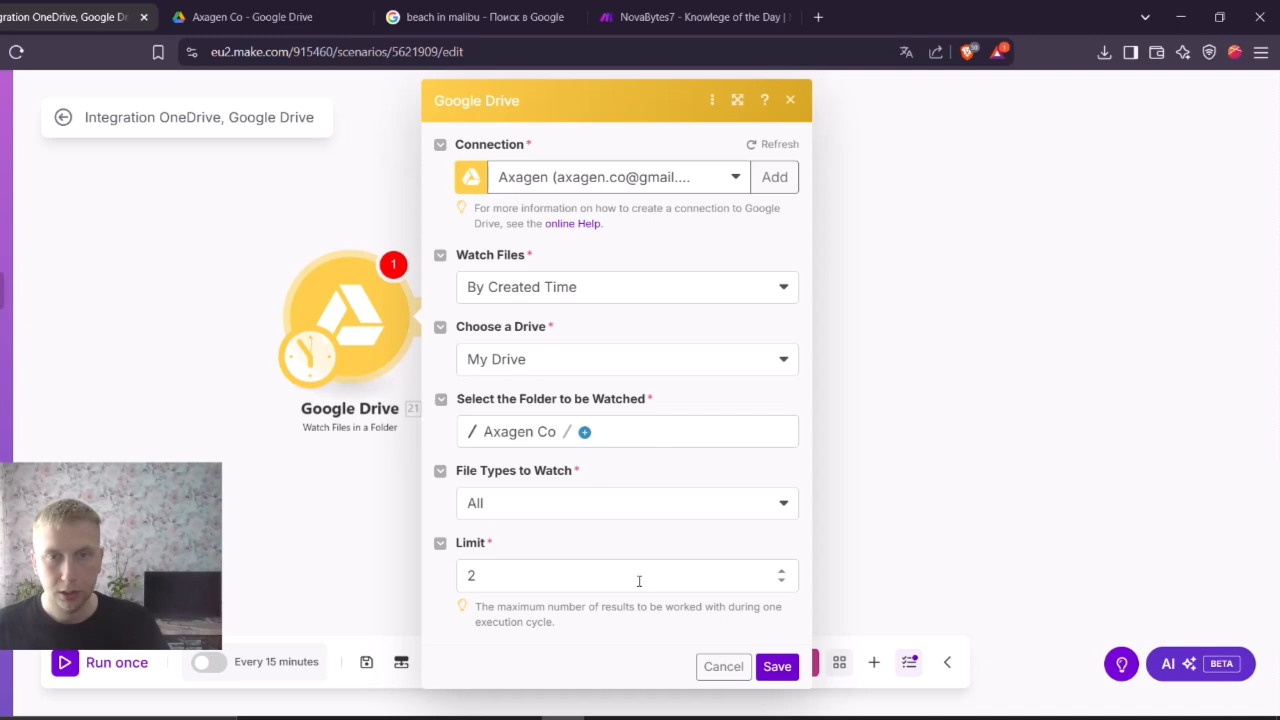 ntegration OneDrive, Google Dr
Axagen Co - Google Drive
beach in malibu - Поиск в Google
NovaBytes7 - Knowlege of the Day |
eu2.make.com/915460/scenarios/5621909/edit
Integration OneDrive, Google Drive
Google Drive
Connection*
Refresh
Axagen (axagen.co@gmail....
Add
For more information on how to create a connection to Google
Drive, see the online Help.
Watch Files*
By Created Time
1
Choose a Drive*
My Drive
Select the Folder to be Watched*
/ Axagen Co /
Google Drive 21
Watch Files in a Folder
File Types to Watch*
All
Limit*
2
The maximum number of results to be worked with during one
execution cycle.
Cancel
Save
Run once
Every 15 minutes
AI
BETA